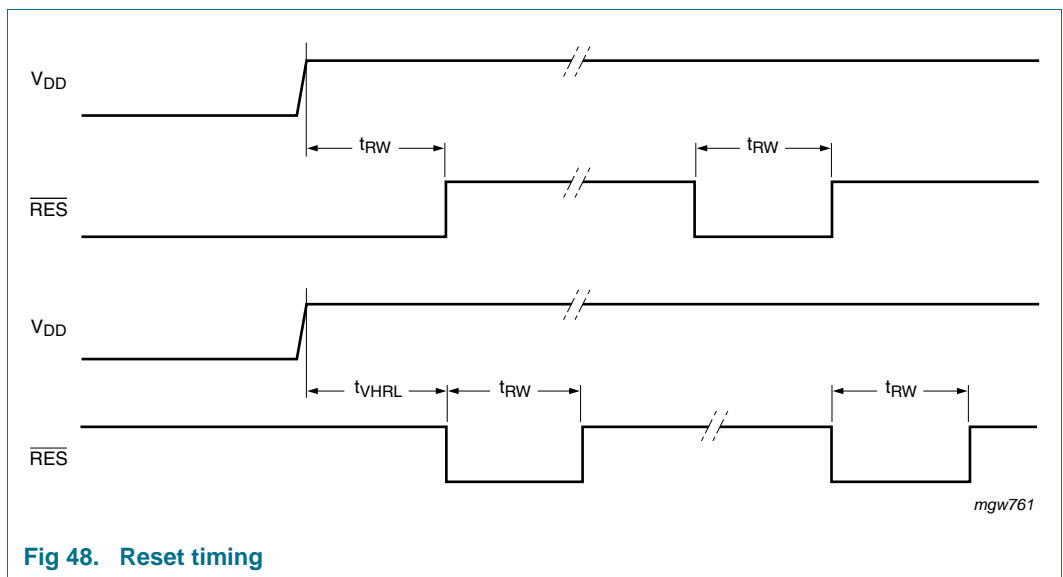 VDD
tRW
tRW
RES
VDD
tVHRL
tRW
tRW
RES
mgw761
Fig 48. Reset timing